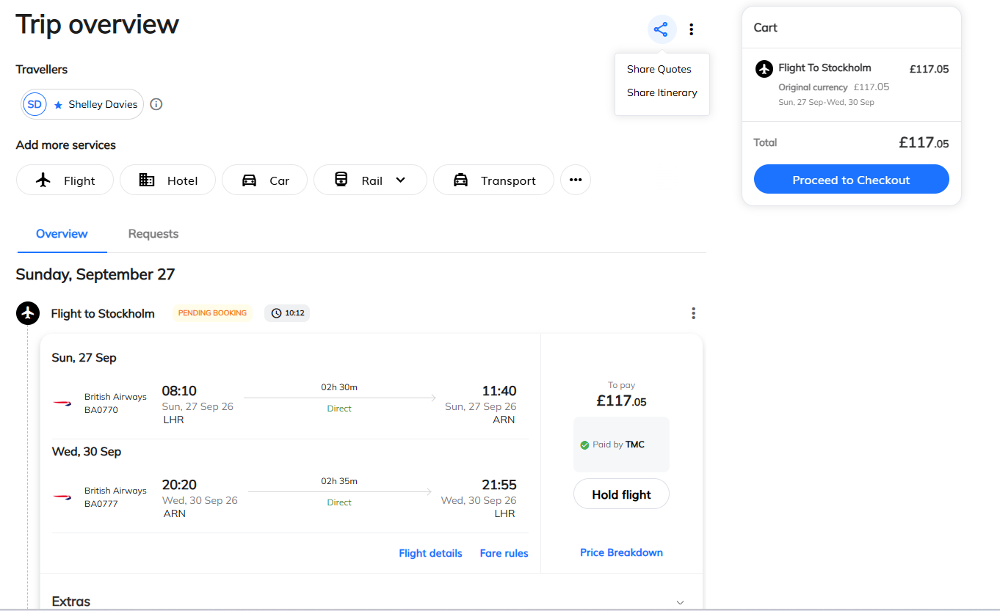 Trip overview
Share Quotes
Share Itinerary
Travellers
SD Shelley Davies
Add more services
Flight Hotel Car Rail Transport
Overview Requests
Sunday, September 27
Flight to Stockholm PENDING BOOKING 10:12
Sun, 27 Sep
British Airways
BA0770
08:10
Sun, 27 Sep 26
LHR
02h 30m
Direct
11:40
Sun, 27 Sep 26
ARN
Wed, 30 Sep
British Airways
BA0777
20:20
Wed, 30 Sep 26
ARN
02h 35m
Direct
21:55
Wed, 30 Sep 26
LHR
Flight details Fare rules
To pay
£117.05
Paid by TMC
Hold flight
Price Breakdown
Extras
Cart
Flight To Stockholm £117.05
Original currency £117.05
Sun, 27 Sep-Wed, 30 Sep
Total £117.05
Proceed to Checkout